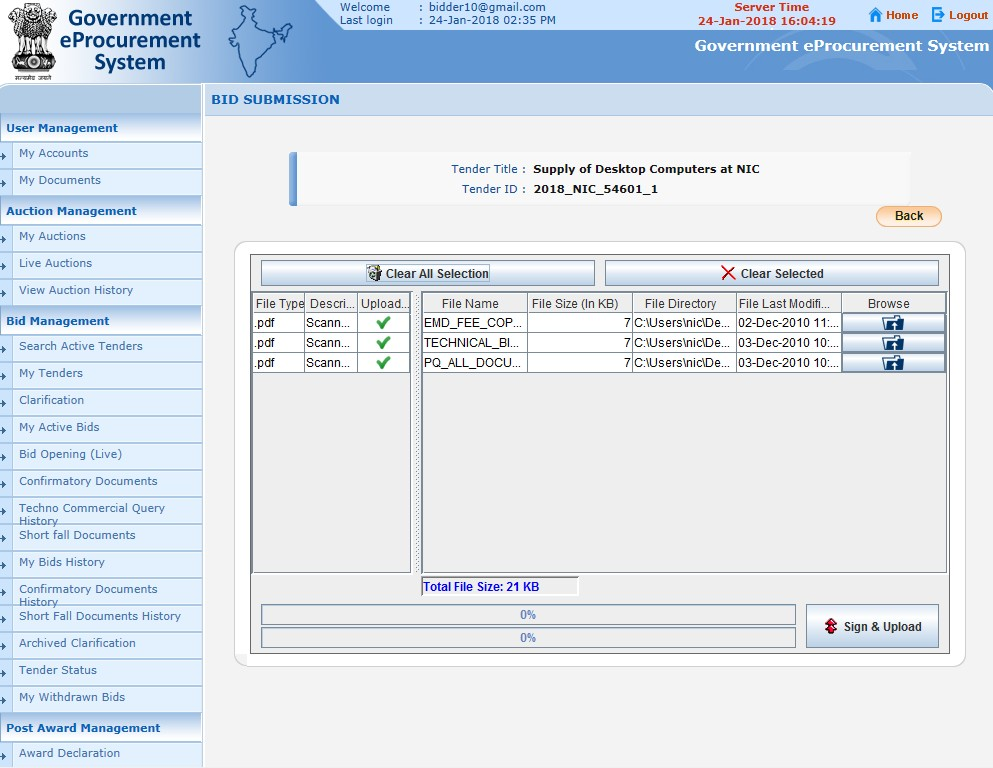 Government
eProcurement
System
सत्यमेव जयते
Welcome : bidder10@gmail.com
Last login : 24-Jan-2018 02:35 PM
Server Time
24-Jan-2018 16:04:19
Home
Logout
Government eProcurement System
BID SUBMISSION
User Management
My Accounts
My Documents
Auction Management
My Auctions
Live Auctions
View Auction History
Bid Management
Search Active Tenders
My Tenders
Clarification
My Active Bids
Bid Opening (Live)
Confirmatory Documents
Techno Commercial Query
History
Short fall Documents
My Bids History
Confirmatory Documents
History
Short Fall Documents History
Archived Clarification
Tender Status
My Withdrawn Bids
Post Award Management
Award Declaration
Tender Title : Supply of Desktop Computers at NIC
Tender ID : 2018_NIC_54601_1
Back
Clear All Selection
Clear Selected
File Type Descri... Upload... File Name File Size (In KB) File Directory File Last Modifi... Browse
.pdf Scann... EMD_FEE_COP... 7 C:\Users\nic\De... 02-Dec-2010 11:...
.pdf Scann... TECHNICAL_BI... 7 C:\Users\nic\De... 03-Dec-2010 10:...
.pdf Scann... PQ_ALL_DOCU... 7 C:\Users\nic\De... 03-Dec-2010 10:...
Total File Size: 21 KB
0%
0%
Sign & Upload